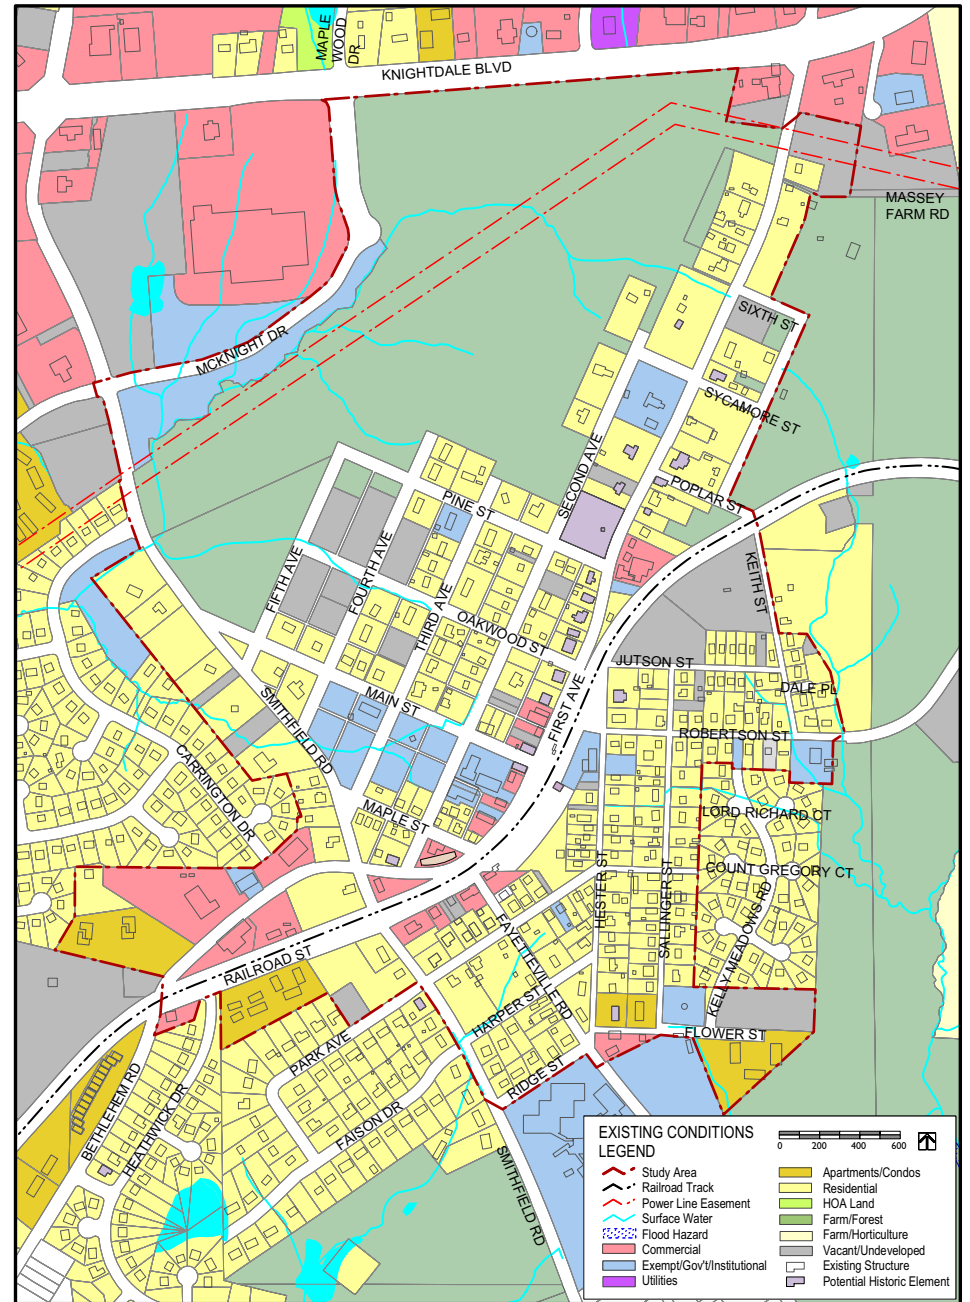 MAPLE
WOOD
DR
KNIGHTDALE BLVD
MASSEY
FARM RD
MCKNIGHT DR
SIXTH ST
SYCAMORE ST
SECOND AVE
POPLAR ST
PINE ST
KEITH ST
FIFTH AVE
FOURTH AVE
THIRD AVE
OAKWOOD ST
JUTSON ST
DALE PL
MAIN ST
FIRST AVE
SMITHFIELD RD
ROBERTSON ST
CARRINGTON DR
MAPLE ST
LORD RICHARD CT
COUNT GREGORY CT
HESTER ST
SALLINGER ST
KELLY MEADOWS RD
FAYETTEVILLE RD
RAILROAD ST
HARPER ST
FLOWER ST
PARK AVE
RIDGE ST
BETHLEHEM RD
HEATHWICK DR
FAISON DR
SMITHFIELD RD
EXISTING CONDITIONS
LEGEND
0 200 400 600
Study Area
Railroad Track
Power Line Easement
Surface Water
Flood Hazard
Commercial
Exempt/Gov't/Institutional
Utilities
Apartments/Condos
Residential
HOA Land
Farm/Forest
Farm/Horticulture
Vacant/Undeveloped
Existing Structure
Potential Historic Element